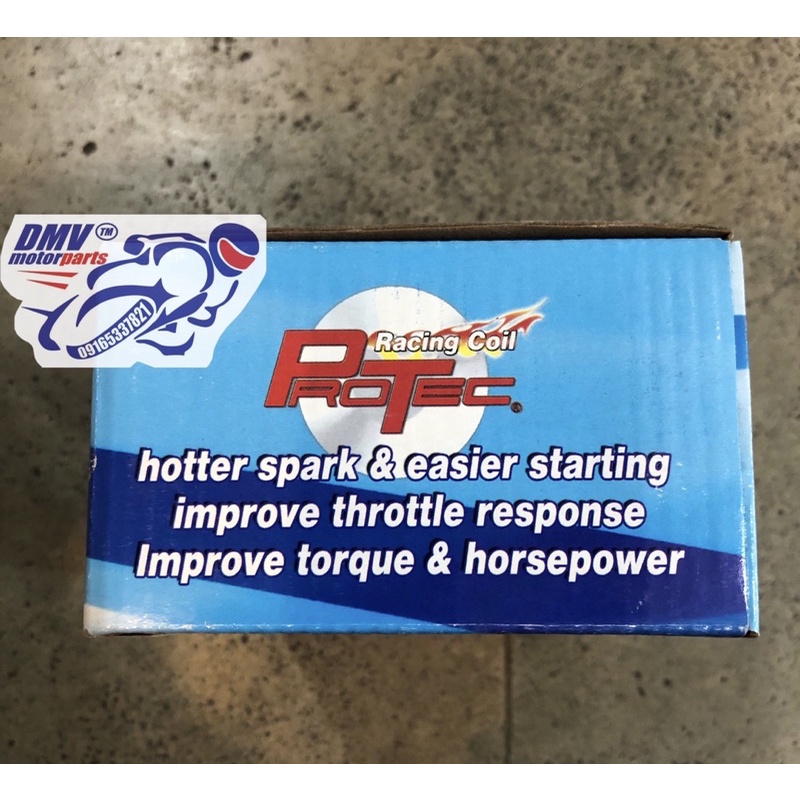 DMV™
motorparts
09165337821
Racing Coil
PROTEC®
hotter spark & easier starting
improve throttle response
Improve torque & horsepower